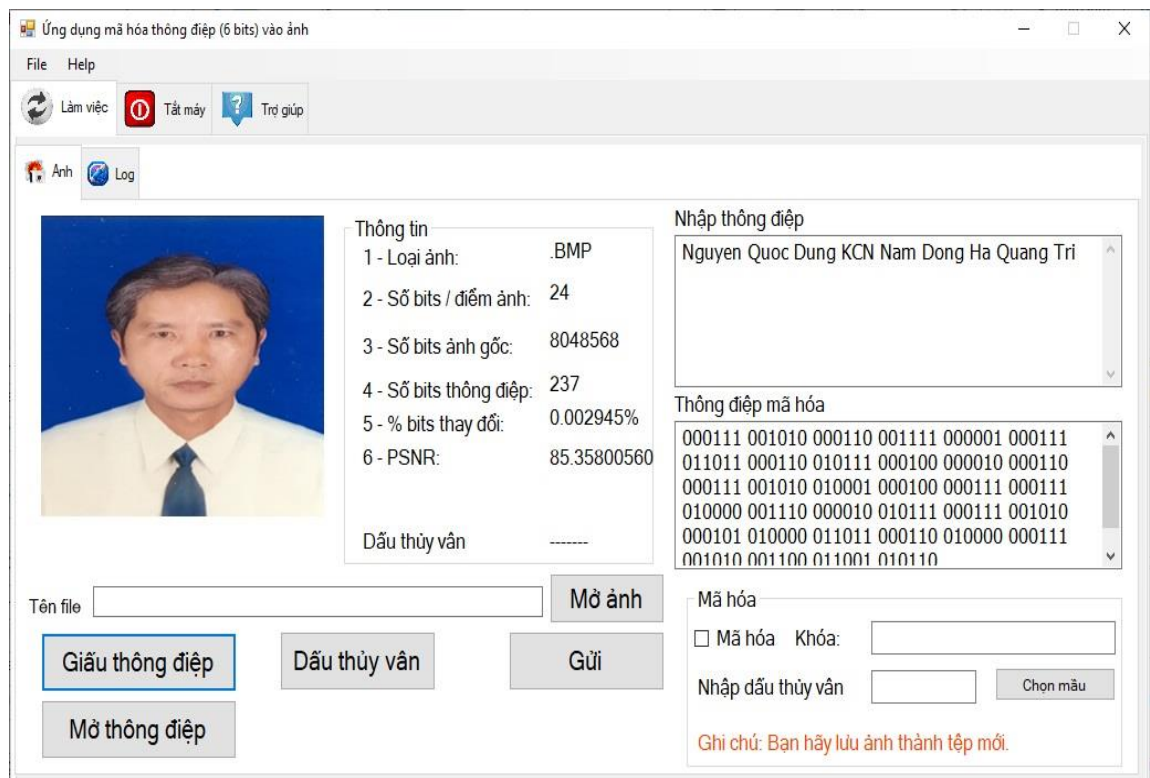 Ứng dụng mã hóa thông điệp (6 bits) vào ảnh
File Help
Làm việc Tắt máy Trợ giúp
Ảnh Log
Thông tin
1 - Loại ảnh: .BMP
2 - Số bits / điểm ảnh: 24
3 - Số bits ảnh gốc: 8048568
4 - Số bits thông điệp: 237
5 - % bits thay đổi: 0.002945%
6 - PSNR: 85.35800560
Dấu thủy vân -------
Nhập thông điệp
Nguyen Quoc Dung KCN Nam Dong Ha Quang Tri
Thông điệp mã hóa
000111 001010 000110 001111 000001 000111
011011 000110 010111 000100 000010 000110
000111 001010 010001 000100 000111 000111
010000 001110 000010 010111 000111 001010
000101 010000 011011 000110 010000 000111
001010 001100 011001 010110
Tên file Mở ảnh
Giấu thông điệp Dấu thủy vân Gửi
Mở thông điệp
Mã hóa
Mã hóa Khóa:
Nhập dấu thủy vân Chọn mầu
Ghi chú: Bạn hãy lưu ảnh thành tệp mới.